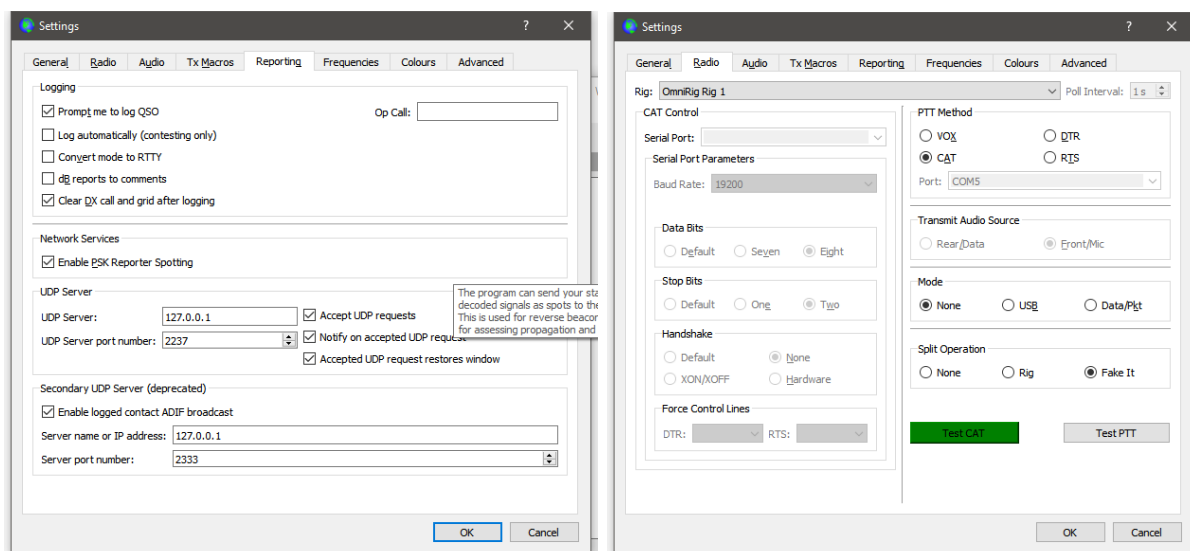 Settings
General Radio Audio Tx Macros Reporting Frequencies Colours Advanced
Logging
Prompt me to log QSO Op Call:
Log automatically (contesting only)
Convert mode to RTTY
dB reports to comments
Clear DX call and grid after logging
Network Services
Enable PSK Reporter Spotting
UDP Server
The program can send your sta
decoded signals as spots to the
This is used for reverse beacon
for assessing propagation and
UDP Server: 127.0.0.1 Accept UDP requests
UDP Server port number: 2237 Notify on accepted UDP request
Accepted UDP request restores window
Secondary UDP Server (deprecated)
Enable logged contact ADIF broadcast
Server name or IP address: 127.0.0.1
Server port number: 2333
OK Cancel
Settings
General Radio Audio Tx Macros Reporting Frequencies Colours Advanced
Rig: OmniRig Rig 1 Poll Interval: 1 s
CAT Control
Serial Port:
Serial Port Parameters
Baud Rate: 19200
Data Bits
Default Seven Eight
Stop Bits
Default One Two
Handshake
Default None
XON/XOFF Hardware
Force Control Lines
DTR: RTS:
PTT Method
VOX DTR
CAT RTS
Port: COM5
Transmit Audio Source
Rear/Data Front/Mic
Mode
None USB Data/Pkt
Split Operation
None Rig Fake It
Test CAT Test PTT
OK Cancel